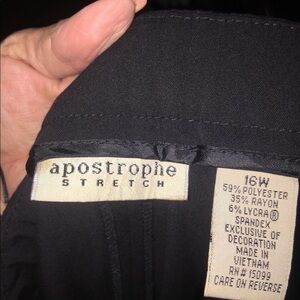 apostrophe
STRETCH
16W
59% POLYESTER
35% RAYON
6% LYCRA®
SPANDEX
EXCLUSIVE OF
DECORATION
MADE IN
VIETNAM
RN# 15099
CARE ON REVERSE